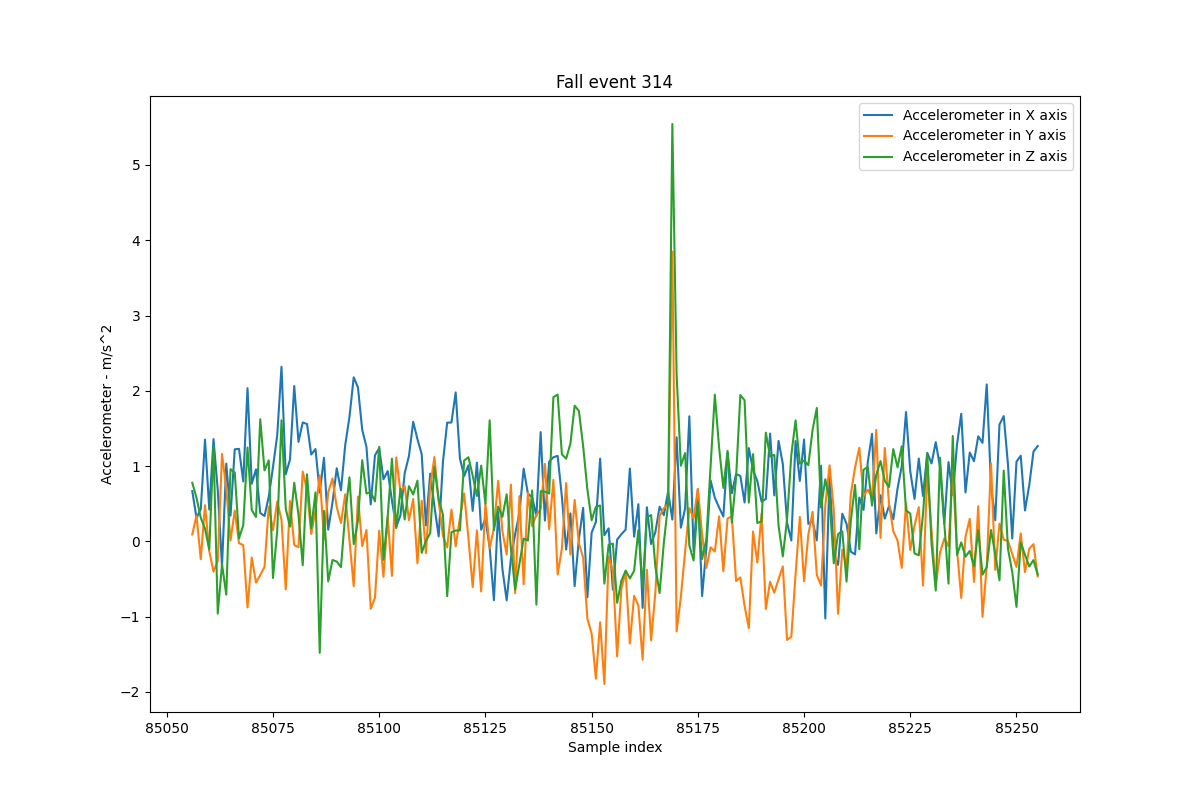 Fall event 314
Accelerometer in X axis
Accelerometer in Y axis
Accelerometer in Z axis
Accelerometer - m/s^2
5
4
3
2
1
0
−1
−2
85050 85075 85100 85125 85150 85175 85200 85225 85250
Sample index